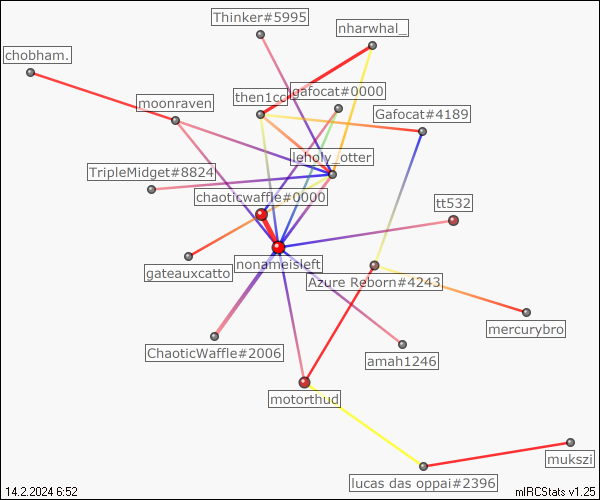 Thinker#5995
nharwhal_
chobham.
gafocat#0000
then1cc
moonraven
Gafocat#4189
leholy_otter
TripleMidget#8824
chaoticwaffle#0000
tt532
nonameisleft
gateauxcatto
Azure Reborn#4243
mercurybro
ChaoticWaffle#2006
amah1246
motorthud
mukszi
lucas das oppai#2396
14.2.2024 6:52
mIRCStats v1.25